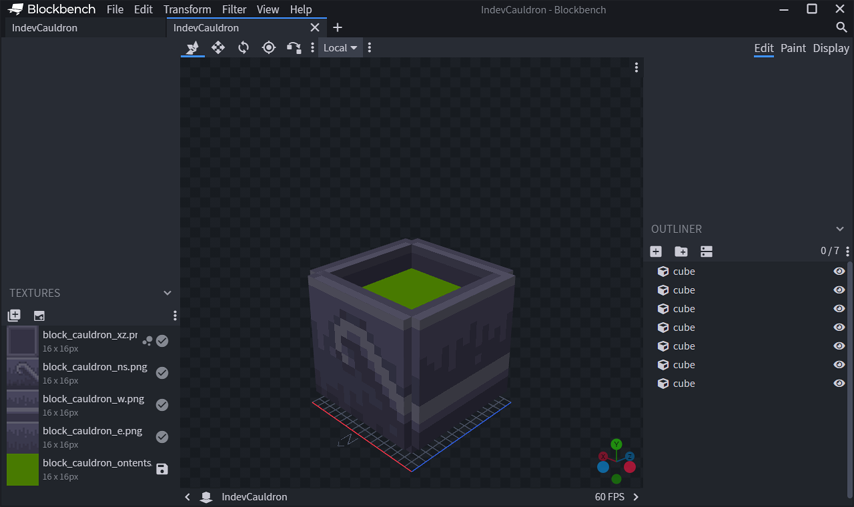 Blockbench File Edit Transform Filter View Help IndevCauldron - Blockbench
IndevCauldron IndevCauldron
Local Edit Paint Display
OUTLINER
0 / 7
cube
cube
cube
cube
cube
cube
cube
TEXTURES
block_cauldron_xz.pr
16 x 16px
block_cauldron_ns.png
16 x 16px
block_cauldron_w.png
16 x 16px
block_cauldron_e.png
16 x 16px
block_cauldron_ontents.
16 x 16px
N
Y
X
Z
IndevCauldron 60 FPS